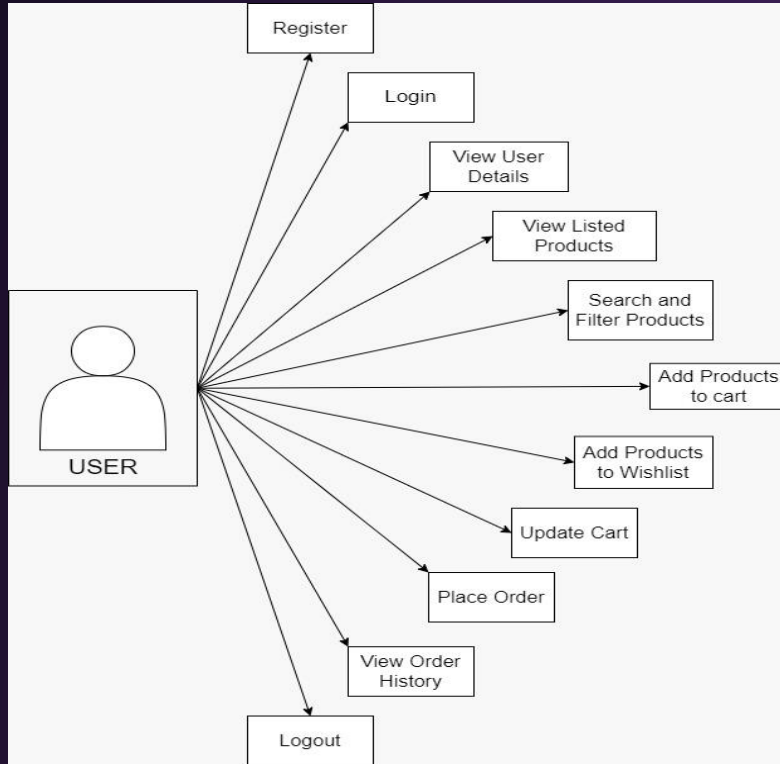 Register
Login
View User
Details
View Listed
Products
Search and
Filter Products
Add Products
to cart
USER
Add Products
to Wishlist
Update Cart
Place Order
View Order
History
Logout